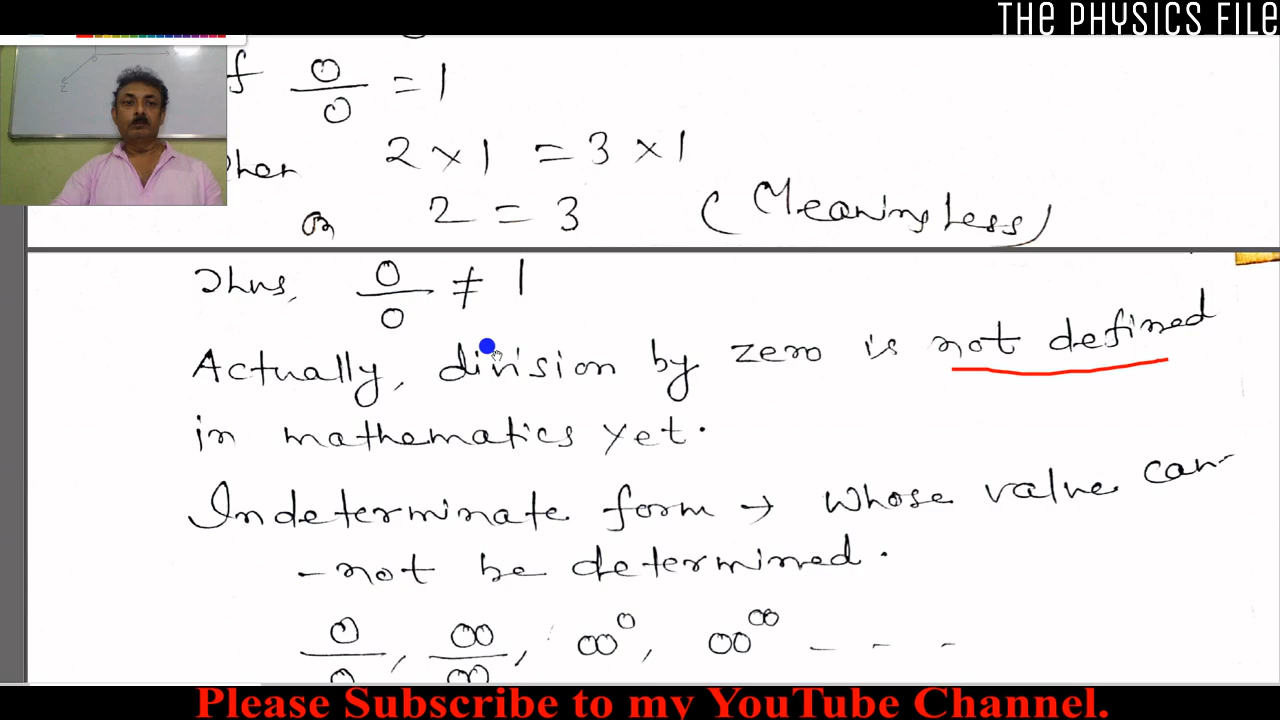 THE PHYSICS FILE
0/0 = 1
2 × 1 = 3 × 1
or 2 = 3 (Meaningless)
Thus, 0/0 ≠ 1
Actually, division by zero is not defined
in mathematics yet.
Indeterminate form → whose value can-
-not be determined.
0/0, ∞/∞, ∞⁰, ∞^∞ - - -
Please Subscribe to my YouTube Channel.